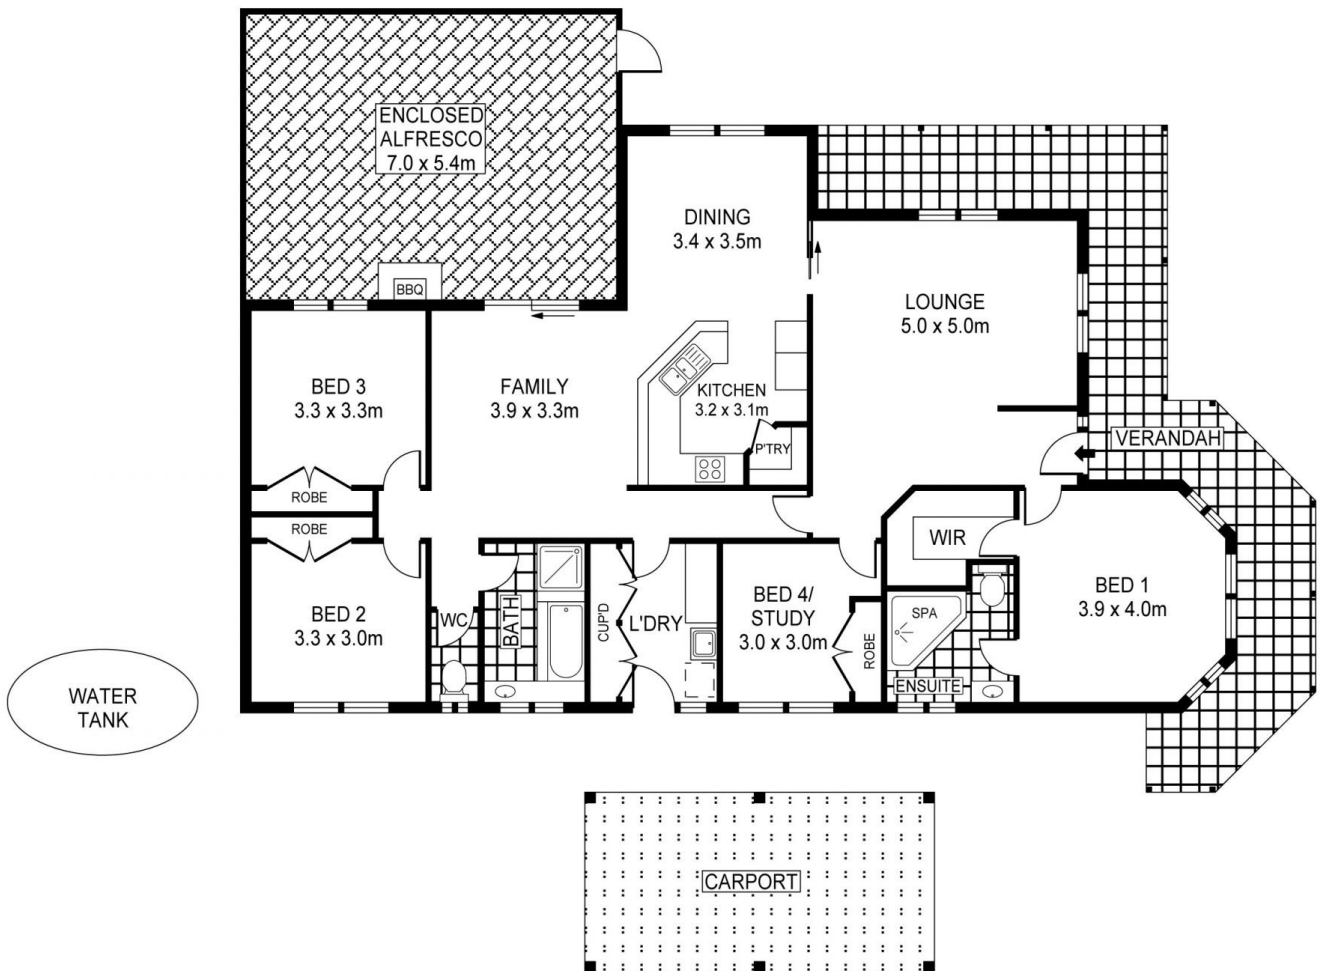 ENCLOSED
ALFRESCO
7.0 x 5.4m
BBQ
DINING
3.4 x 3.5m
LOUNGE
5.0 x 5.0m
BED 3
3.3 x 3.3m
FAMILY
3.9 x 3.3m
KITCHEN
3.2 x 3.1m
P'TRY
VERANDAH
ROBE
ROBE
WIR
BED 2
3.3 x 3.0m
WC
BATH
CUP'D
L'DRY
BED 4/
STUDY
3.0 x 3.0m
ROBE
SPA
ENSUITE
BED 1
3.9 x 4.0m
WATER
TANK
CARPORT